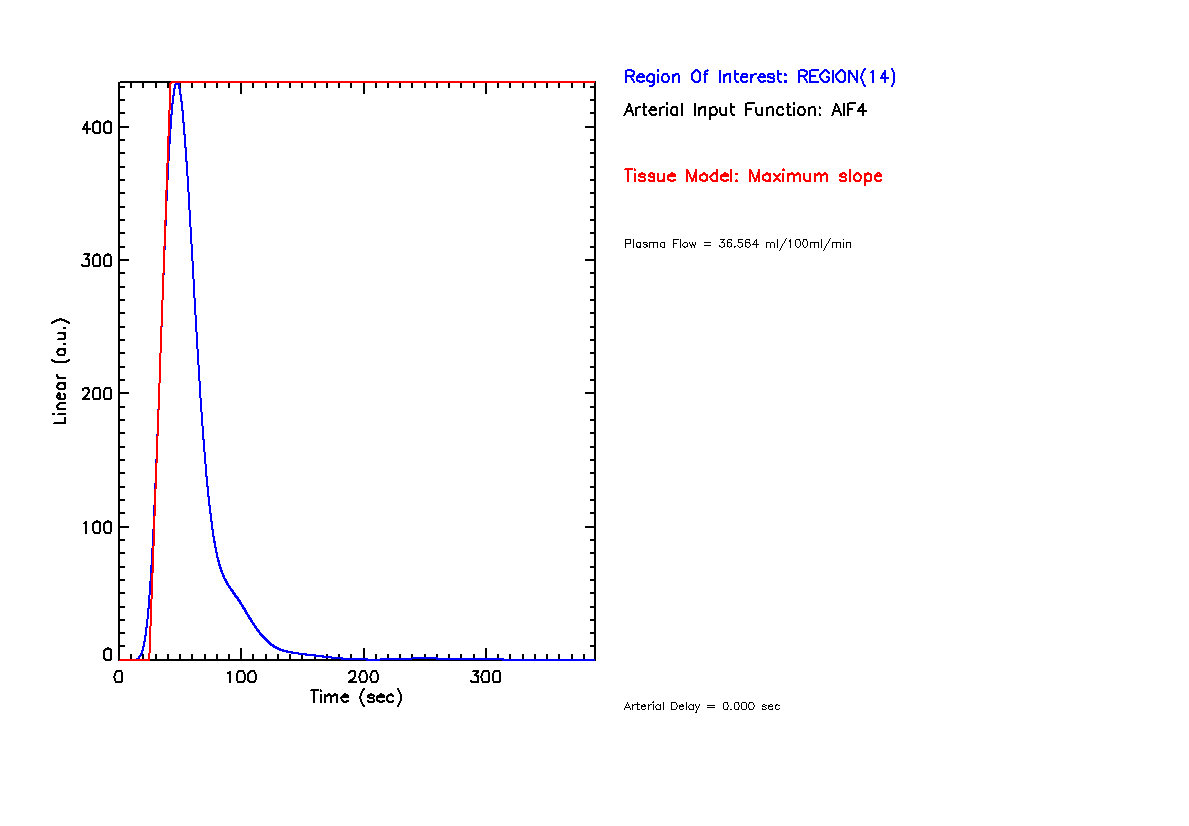 Region Of Interest: REGION(14)
Arterial Input Function: AIF4
Tissue Model: Maximum slope
Plasma Flow = 36.564 ml/100ml/min
400
300
200
100
0
Linear (a.u.)
0 100 200 300
Time (sec)
Arterial Delay = 0.000 sec